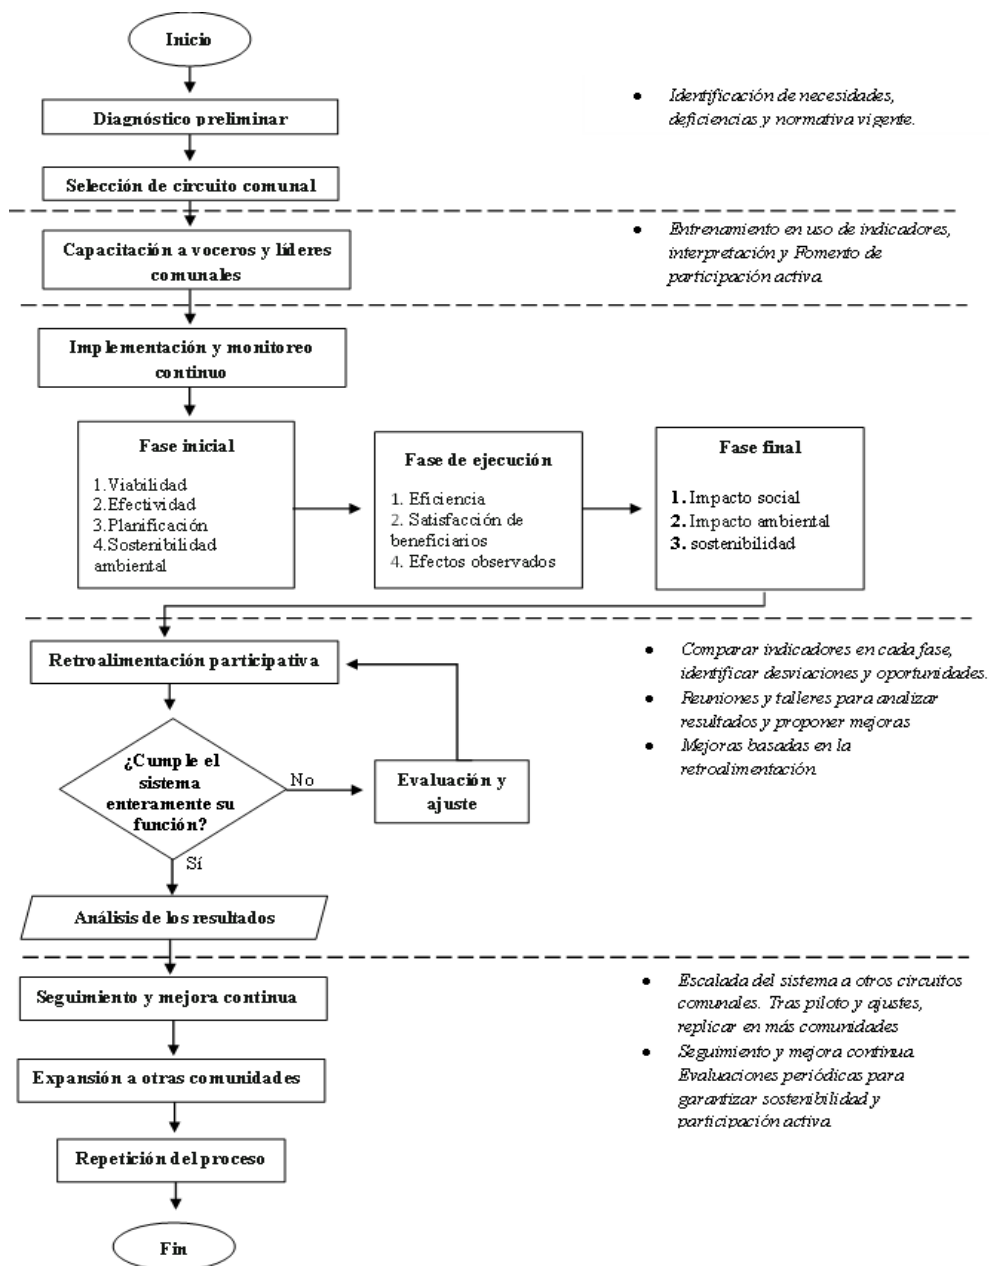 Inicio
Diagnóstico preliminar
● Identificación de necesidades,
deficiencias y normativa vigente.
Selección de circuito comunal
Capacitación a voceros y líderes
comunales
● Entrenamiento en uso de indicadores,
interpretación y Fomento de
participación activa
Implementación y monitoreo
continuo
Fase inicial
1.Viabilidad
2.Efectividad
3.Planificación
4.Sostenibilidad
ambiental
Fase de ejecución
1. Eficiencia
2. Satisfacción de
beneficiarios
4. Efectos observados
Fase final
1. Impacto social
2. Impacto ambiental
3. sostenibilidad
Retroalimentación participativa
● Comparar indicadores en cada fase,
identificar desviaciones y oportunidades.
● Reuniones y talleres para analizar
resultados y proponer mejoras
● Mejoras basadas en la
retroalimentación
¿Cumple el
sistema
enteramente su
función?
No
Evaluación y
ajuste
Sí
Análisis de los resultados
Seguimiento y mejora continua
● Escalada del sistema a otros circuitos
comunales. Tras piloto y ajustes,
replicar en más comunidades
● Seguimiento y mejora continua
Evaluaciones periódicas para
garantizar sostenibilidad y
participación activa
Expansión a otras comunidades
Repetición del proceso
Fin